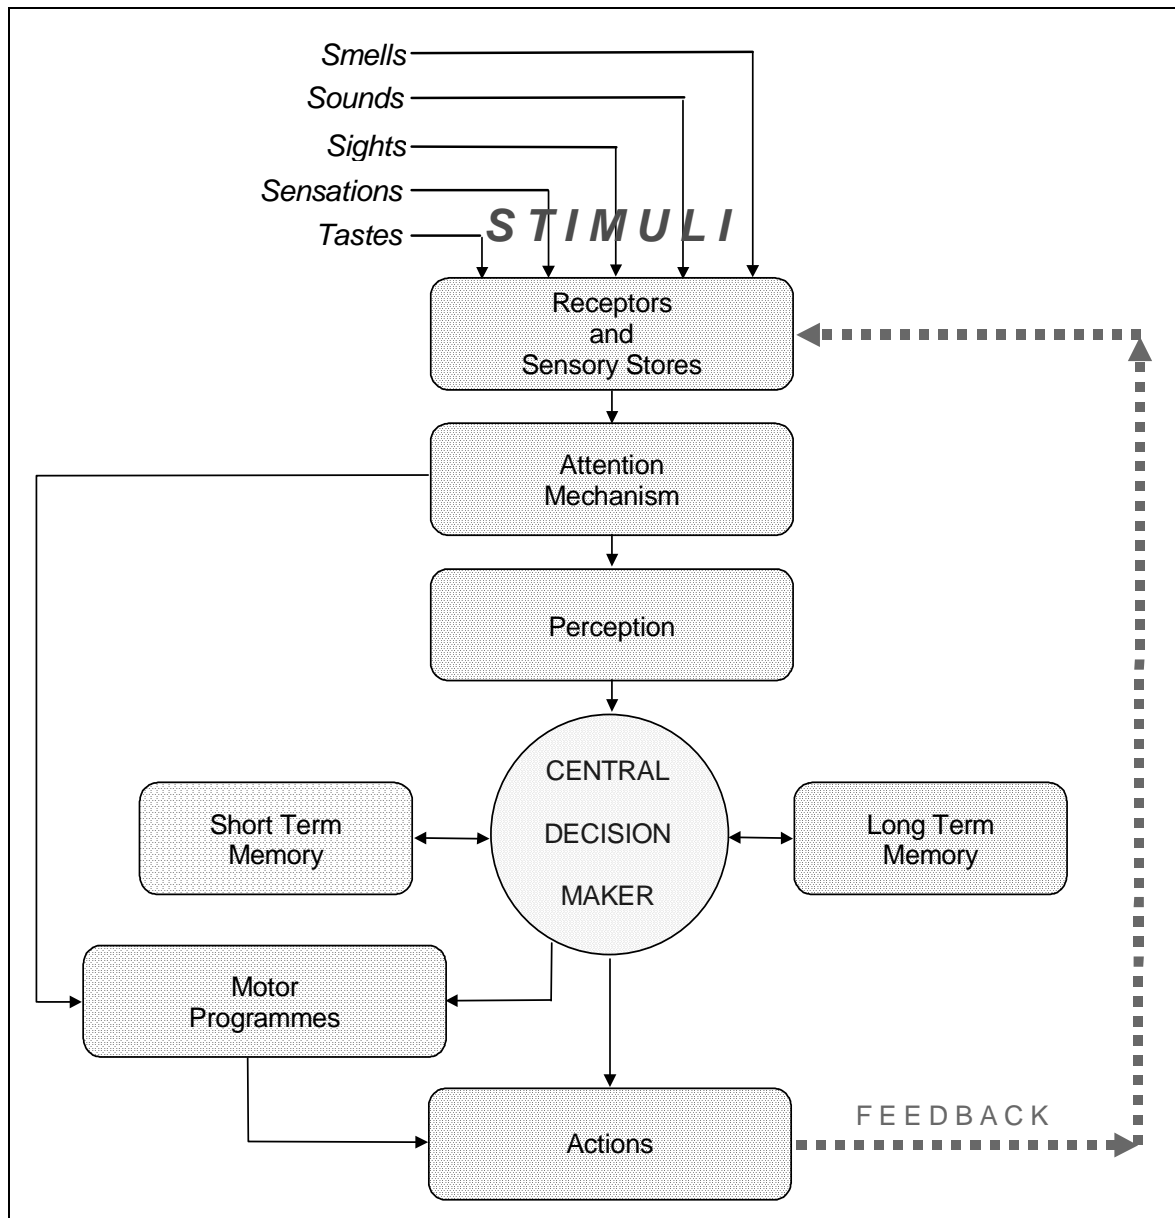 Smells
Sounds
Sights
Sensations
Tastes
STIMULI
Receptors
and
Sensory Stores
Attention
Mechanism
Perception
CENTRAL
DECISION
MAKER
Short Term
Memory
Long Term
Memory
Motor
Programmes
Actions
FEEDBACK